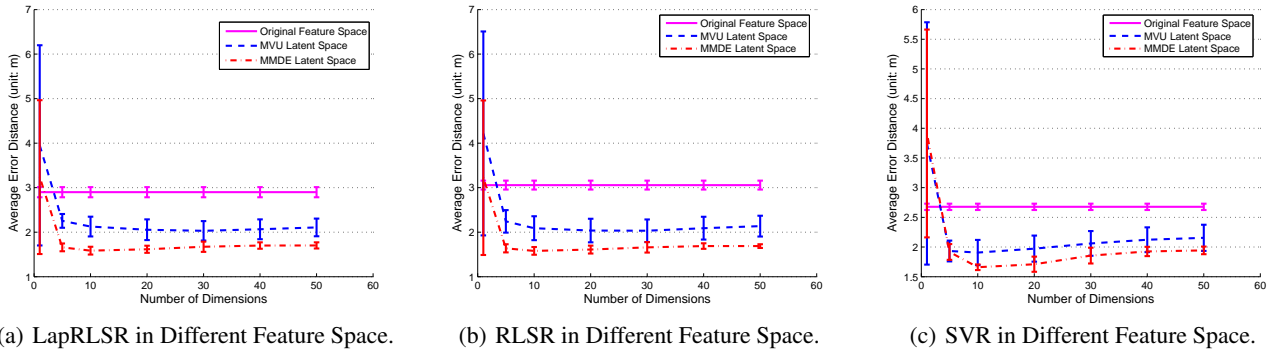 7
6
5
4
3
2
1
0 10 20 30 40 50 60
Average Error Distance (unit: m)
Number of Dimensions
Original Feature Space
MVU Latent Space
MMDE Latent Space
(a) LapRLSR in Different Feature Space.
7
6
5
4
3
2
1
0 10 20 30 40 50 60
Average Error Distance (unit: m)
Number of Dimensions
Original Feature Space
MVU Latent Space
MMDE Latent Space
(b) RLSR in Different Feature Space.
6
5.5
5
4.5
4
3.5
3
2.5
2
1.5
0 10 20 30 40 50 60
Average Error Distance (unit: m)
Number of Dimensions
Original Feature Space
MVU Latent Space
MMDE Latent Space
(c) SVR in Different Feature Space.